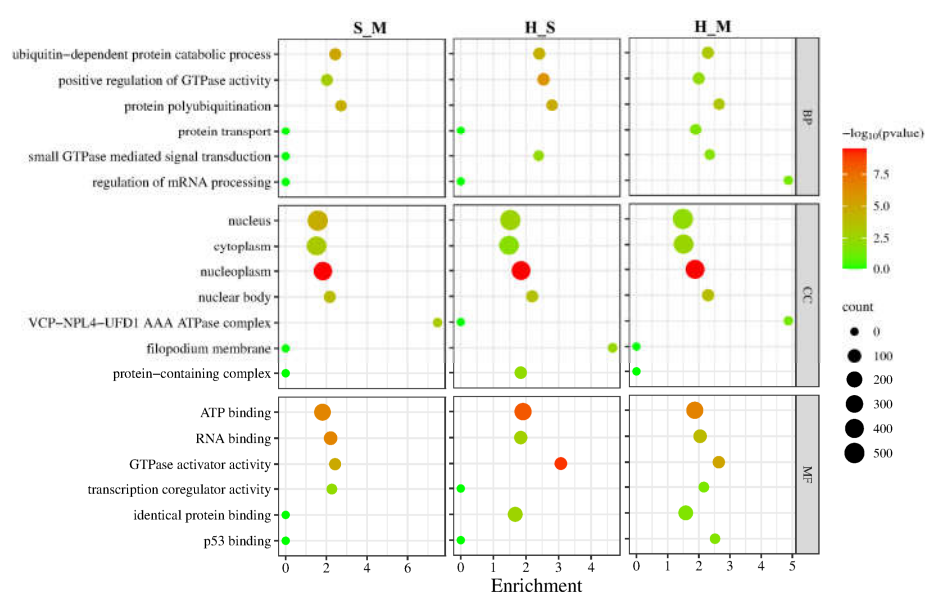 S_M
H_S
H_M
ubiquitin−dependent protein catabolic process
positive regulation of GTPase activity
protein polyubiquitination
protein transport
small GTPase mediated signal transduction
regulation of mRNA processing
BP
nucleus
cytoplasm
nucleoplasm
nuclear body
VCP−NPL4−UFD1 AAA ATPase complex
filopodium membrane
protein−containing complex
CC
ATP binding
RNA binding
GTPase activator activity
transcription coregulator activity
identical protein binding
p53 binding
MF
0 2 4 6
0 1 2 3 4
0 1 2 3 4 5
Enrichment
−log10(pvalue)
7.5
5.0
2.5
0.0
count
0
100
200
300
400
500